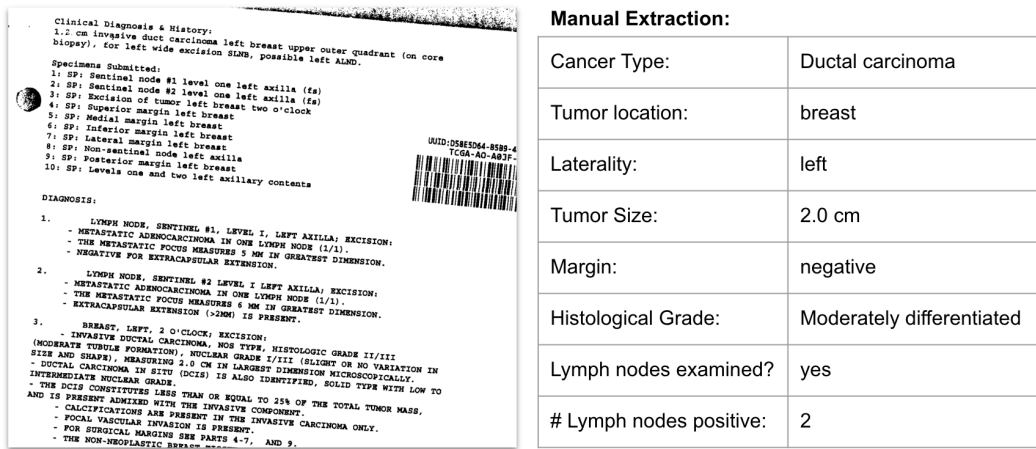 Clinical Diagnosis & History:
1.2 cm invasive duct carcinoma left breast upper outer quadrant (on core
biopsy), for left wide excision SLNB, possible left ALND.
Specimens Submitted:
1: SP: Sentinel node #1 level one left axilla (fs)
2: SP: Sentinel node #2 level one left axilla (fs)
3: SP: Excision of tumor left breast two o'clock
4: SP: Superior margin left breast
5: SP: Medial margin left breast
6: SP: Inferior margin left breast
7: SP: Lateral margin left breast
8: SP: Non-sentinel node left axilla
9: SP: Posterior margin left breast
10: SP: Levels one and two left axillary contents
UUID:D58E5D64-B5B9-4
TCGA-AO-A0JF-
DIAGNOSIS:
1. LYMPH NODE, SENTINEL #1, LEVEL I, LEFT AXILLA; EXCISION:
- METASTATIC ADENOCARCINOMA IN ONE LYMPH NODE (1/1).
- THE METASTATIC FOCUS MEASURES 5 MM IN GREATEST DIMENSION.
- NEGATIVE FOR EXTRACAPSULAR EXTENSION.
2. LYMPH NODE, SENTINEL #2 LEVEL I LEFT AXILLA; EXCISION:
- METASTATIC ADENOCARCINOMA IN ONE LYMPH NODE (1/1).
- THE METASTATIC FOCUS MEASURES 6 MM IN GREATEST DIMENSION.
- EXTRACAPSULAR EXTENSION (>2MM) IS PRESENT.
3. BREAST, LEFT, 2 O'CLOCK; EXCISION:
- INVASIVE DUCTAL CARCINOMA, NOS TYPE, HISTOLOGIC GRADE II/III
(MODERATE TUBULE FORMATION), NUCLEAR GRADE I/III (SLIGHT OR NO VARIATION IN
SIZE AND SHAPE), MEASURING 2.0 CM IN LARGEST DIMENSION MICROSCOPICALLY.
- DUCTAL CARCINOMA IN SITU (DCIS) IS ALSO IDENTIFIED, SOLID TYPE WITH LOW TO
INTERMEDIATE NUCLEAR GRADE.
- THE DCIS CONSTITUTES LESS THAN OR EQUAL TO 25% OF THE TOTAL TUMOR MASS,
AND IS PRESENT ADMIXED WITH THE INVASIVE COMPONENT.
- CALCIFICATIONS ARE PRESENT IN THE INVASIVE CARCINOMA ONLY.
- FOCAL VASCULAR INVASION IS PRESENT.
- FOR SURGICAL MARGINS SEE PARTS 4-7, AND 9.
- THE NON-NEOPLASTIC BREAST
Manual Extraction:
Cancer Type: Ductal carcinoma
Tumor location: breast
Laterality: left
Tumor Size: 2.0 cm
Margin: negative
Histological Grade: Moderately differentiated
Lymph nodes examined? yes
# Lymph nodes positive: 2